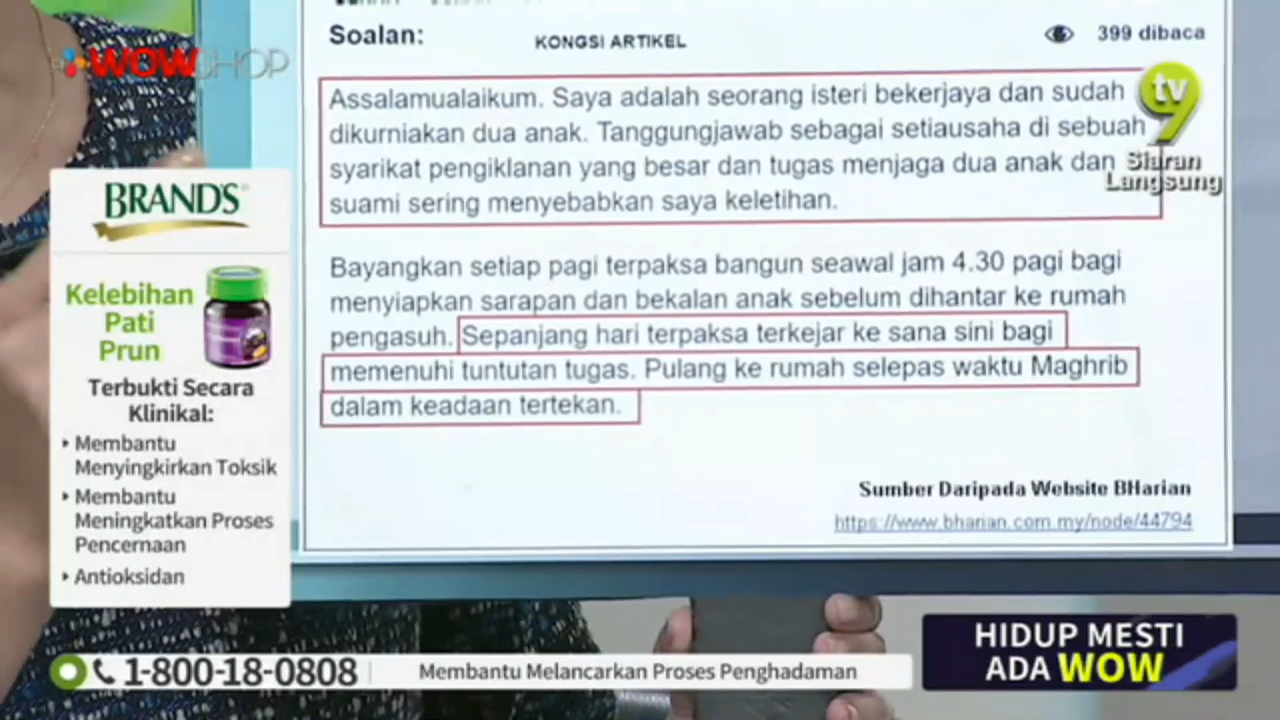 Soalan:
KONGSI ARTIKEL
399 dibaca
WOWSHOP
tv9
Siaran
Langsung
Assalamualaikum. Saya adalah seorang isteri bekerjaya dan sudah
dikurniakan dua anak. Tanggungjawab sebagai setiausaha di sebuah
syarikat pengiklanan yang besar dan tugas menjaga dua anak dan
suami sering menyebabkan saya keletihan.
Bayangkan setiap pagi terpaksa bangun seawal jam 4.30 pagi bagi
menyiapkan sarapan dan bekalan anak sebelum dihantar ke rumah
pengasuh. Sepanjang hari terpaksa terkejar ke sana sini bagi
memenuhi tuntutan tugas. Pulang ke rumah selepas waktu Maghrib
dalam keadaan tertekan.
Sumber Daripada Website BHarian
https://www.bharian.com.my/node/44794
BRAND'S
Kelebihan
Pati
Prun
Terbukti Secara
Klinikal:
Membantu
Menyingkirkan Toksik
Membantu
Meningkatkan Proses
Pencernaan
Antioksidan
1-800-18-0808
Membantu Melancarkan Proses Penghadaman
HIDUP MESTI
ADA WOW